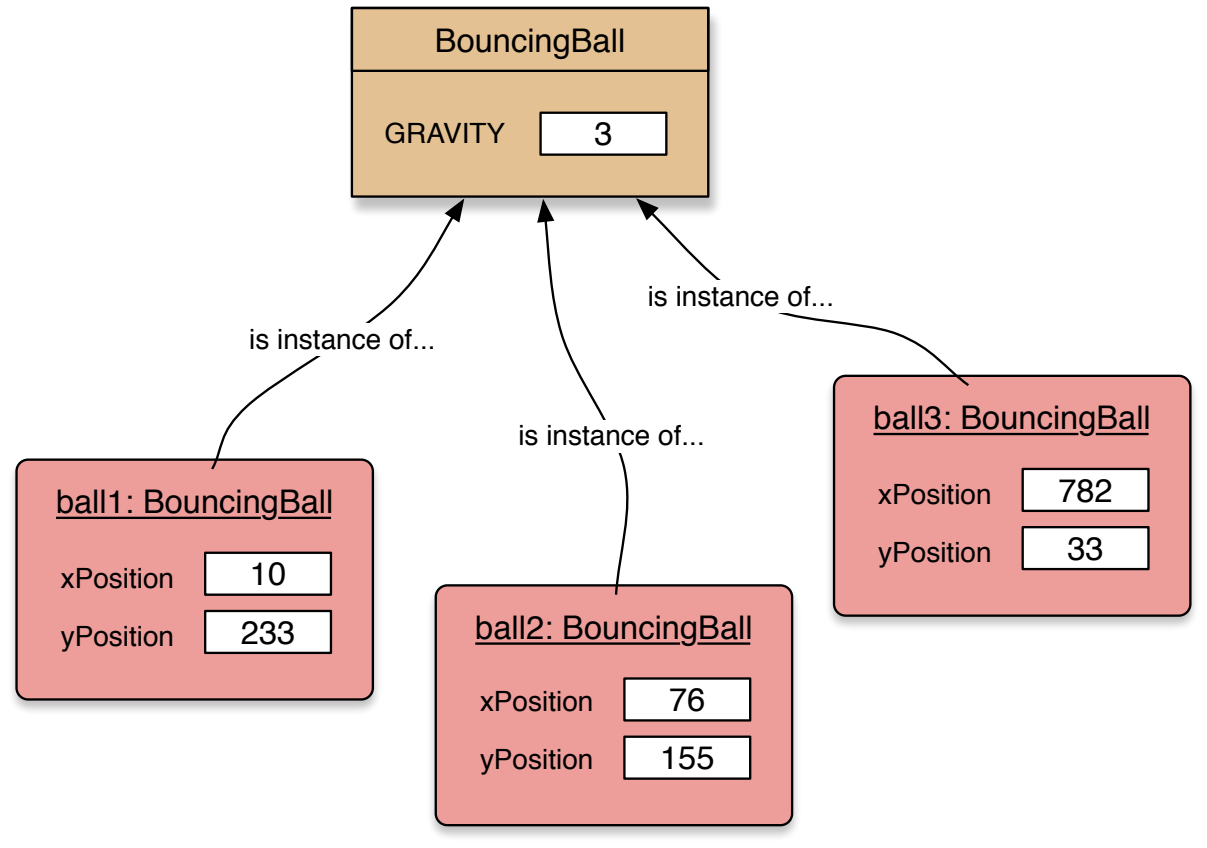 BouncingBall
GRAVITY 3
is instance of...
is instance of...
is instance of...
ball1: BouncingBall
xPosition 10
yPosition 233
ball2: BouncingBall
xPosition 76
yPosition 155
ball3: BouncingBall
xPosition 782
yPosition 33